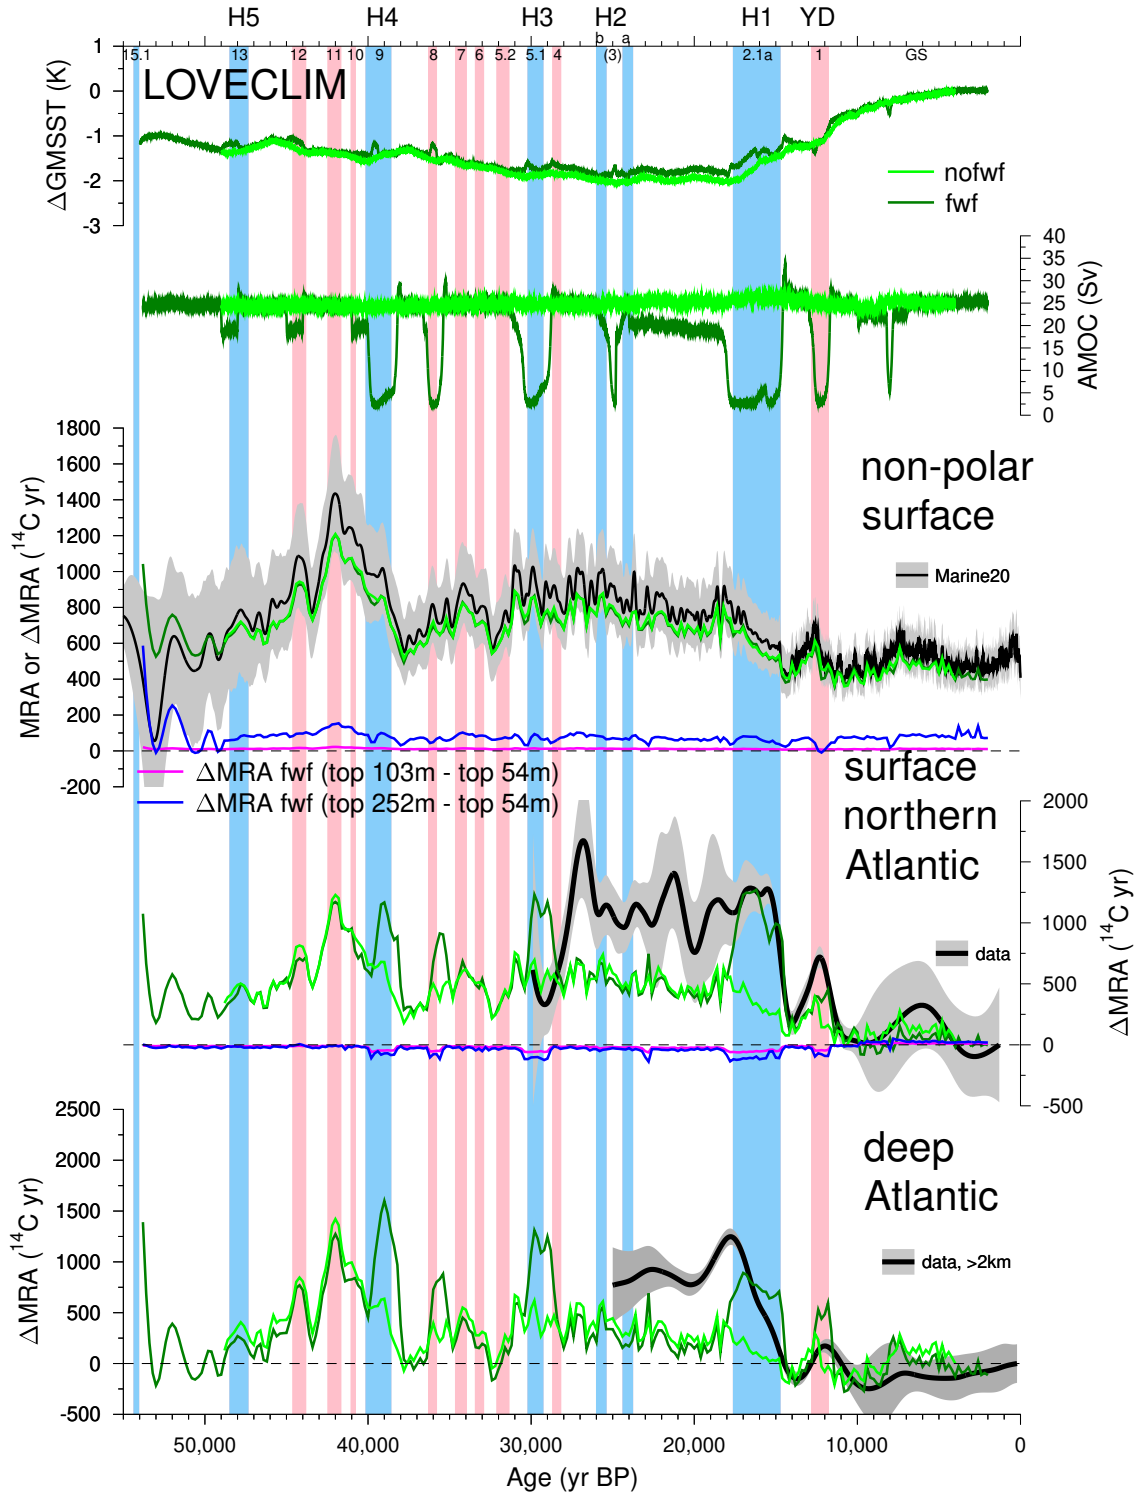 H5 H4 H3 H2 H1 YD
b a
15.1 13 12 11 10 9 8 7 6 5.2 5.1 4 (3) 2.1a 1 GS
LOVECLIM
ΔGMSST (K)
1
0
-1
-2
-3
nofwf
fwf
AMOC (Sv)
40
35
30
25
20
15
10
5
0
MRA or ΔMRA (¹⁴C yr)
1800
1600
1400
1200
1000
800
600
400
200
0
-200
non-polar
surface
Marine20
ΔMRA fwf (top 103m - top 54m)
ΔMRA fwf (top 252m - top 54m)
surface
northern
Atlantic
data
ΔMRA (¹⁴C yr)
2000
1500
1000
500
0
-500
ΔMRA (¹⁴C yr)
2500
2000
1500
1000
500
0
-500
deep
Atlantic
data, >2km
50,000 40,000 30,000 20,000 10,000 0
Age (yr BP)